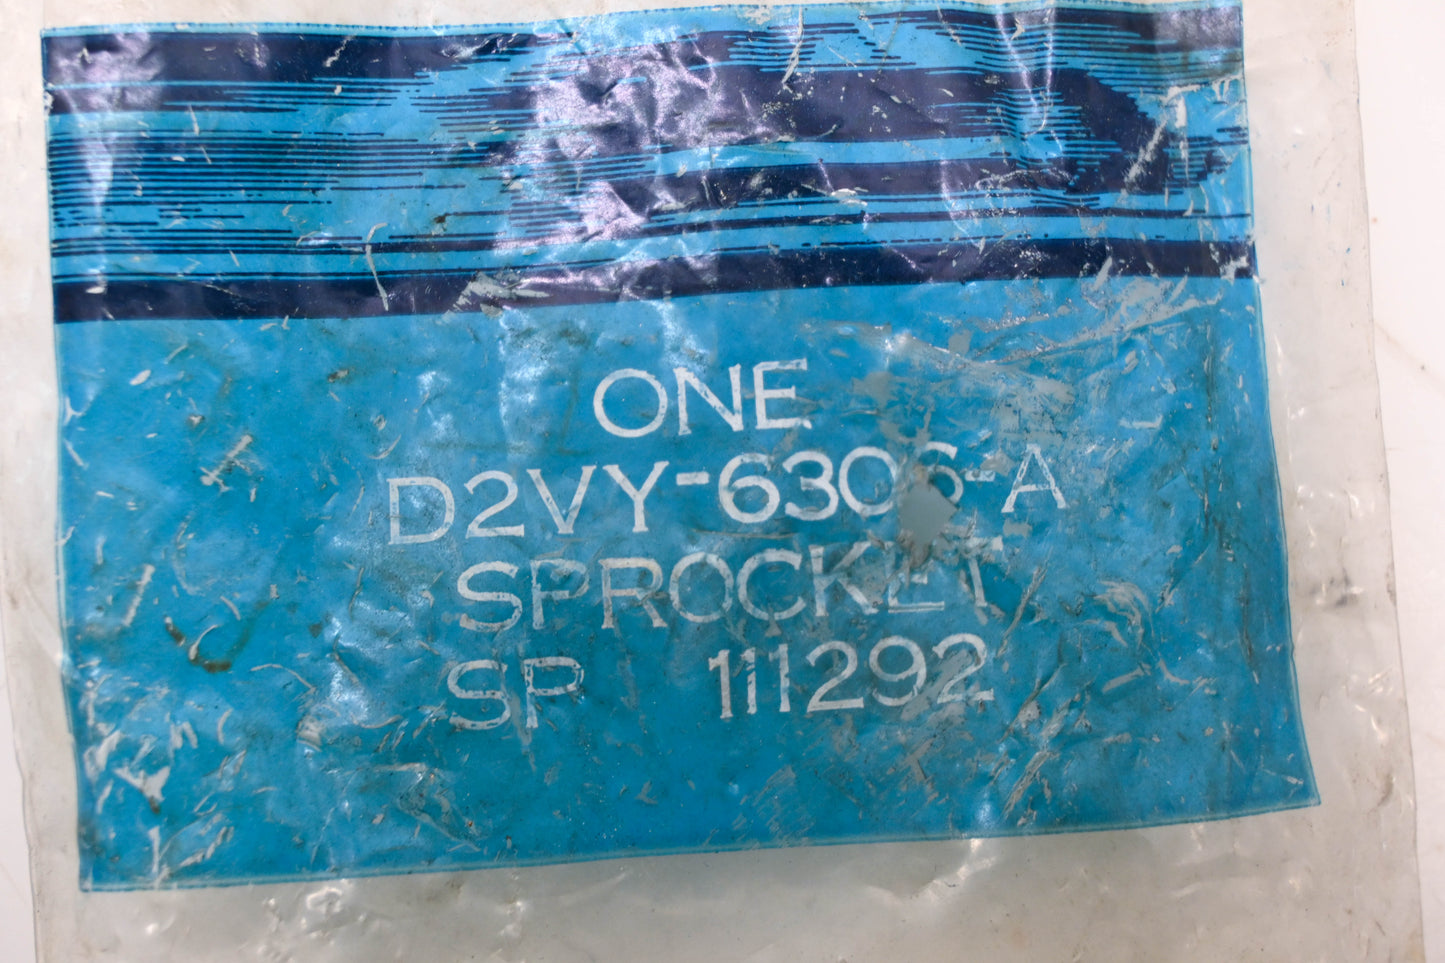 ONE
D2VY-6306-A
SPROCKET
SP 111292